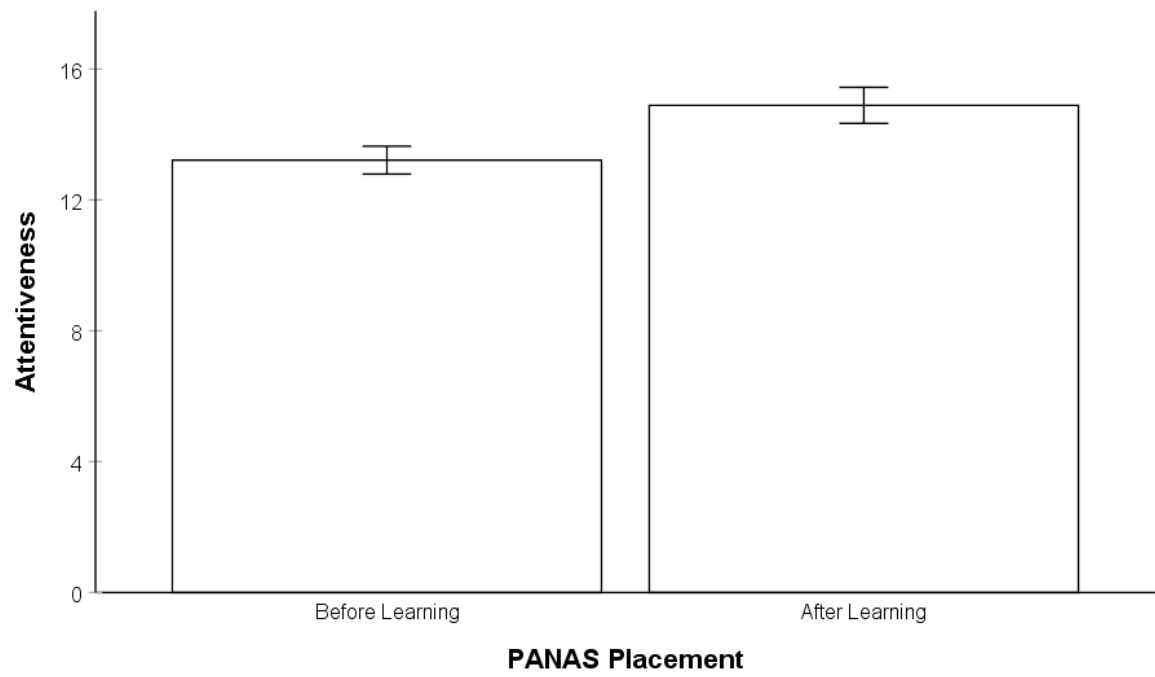 16
12
8
4
0
Attentiveness
Before Learning
After Learning
PANAS Placement